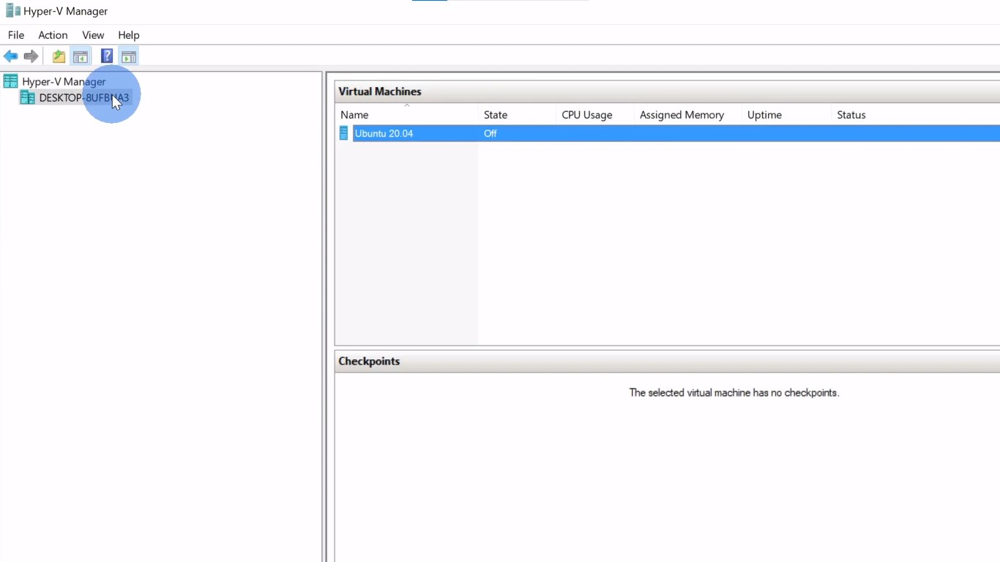 Hyper-V Manager
File Action View Help
Hyper-V Manager
DESKTOP-8UFBNA3
Virtual Machines
Name State CPU Usage Assigned Memory Uptime Status
Ubuntu 20.04 Off
Checkpoints
The selected virtual machine has no checkpoints.